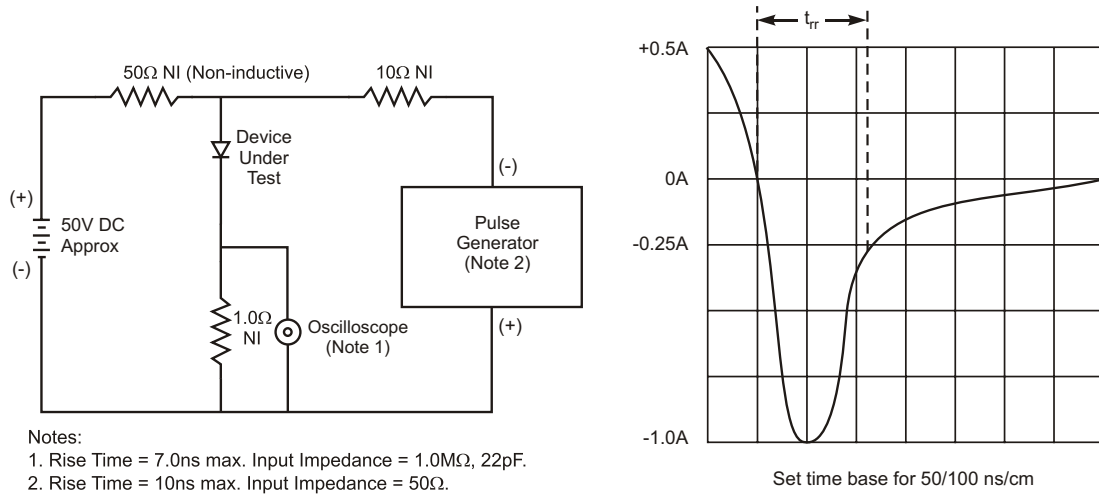 50Ω NI (Non-inductive)
10Ω NI
Device
Under
Test
(+)
50V DC
Approx
(-)
(-)
Pulse
Generator
(Note 2)
(+)
1.0Ω
NI
Oscilloscope
(Note 1)
Notes:
1. Rise Time = 7.0ns max. Input Impedance = 1.0MΩ, 22pF.
2. Rise Time = 10ns max. Input Impedance = 50Ω.
trr
+0.5A
0A
-0.25A
-1.0A
Set time base for 50/100 ns/cm